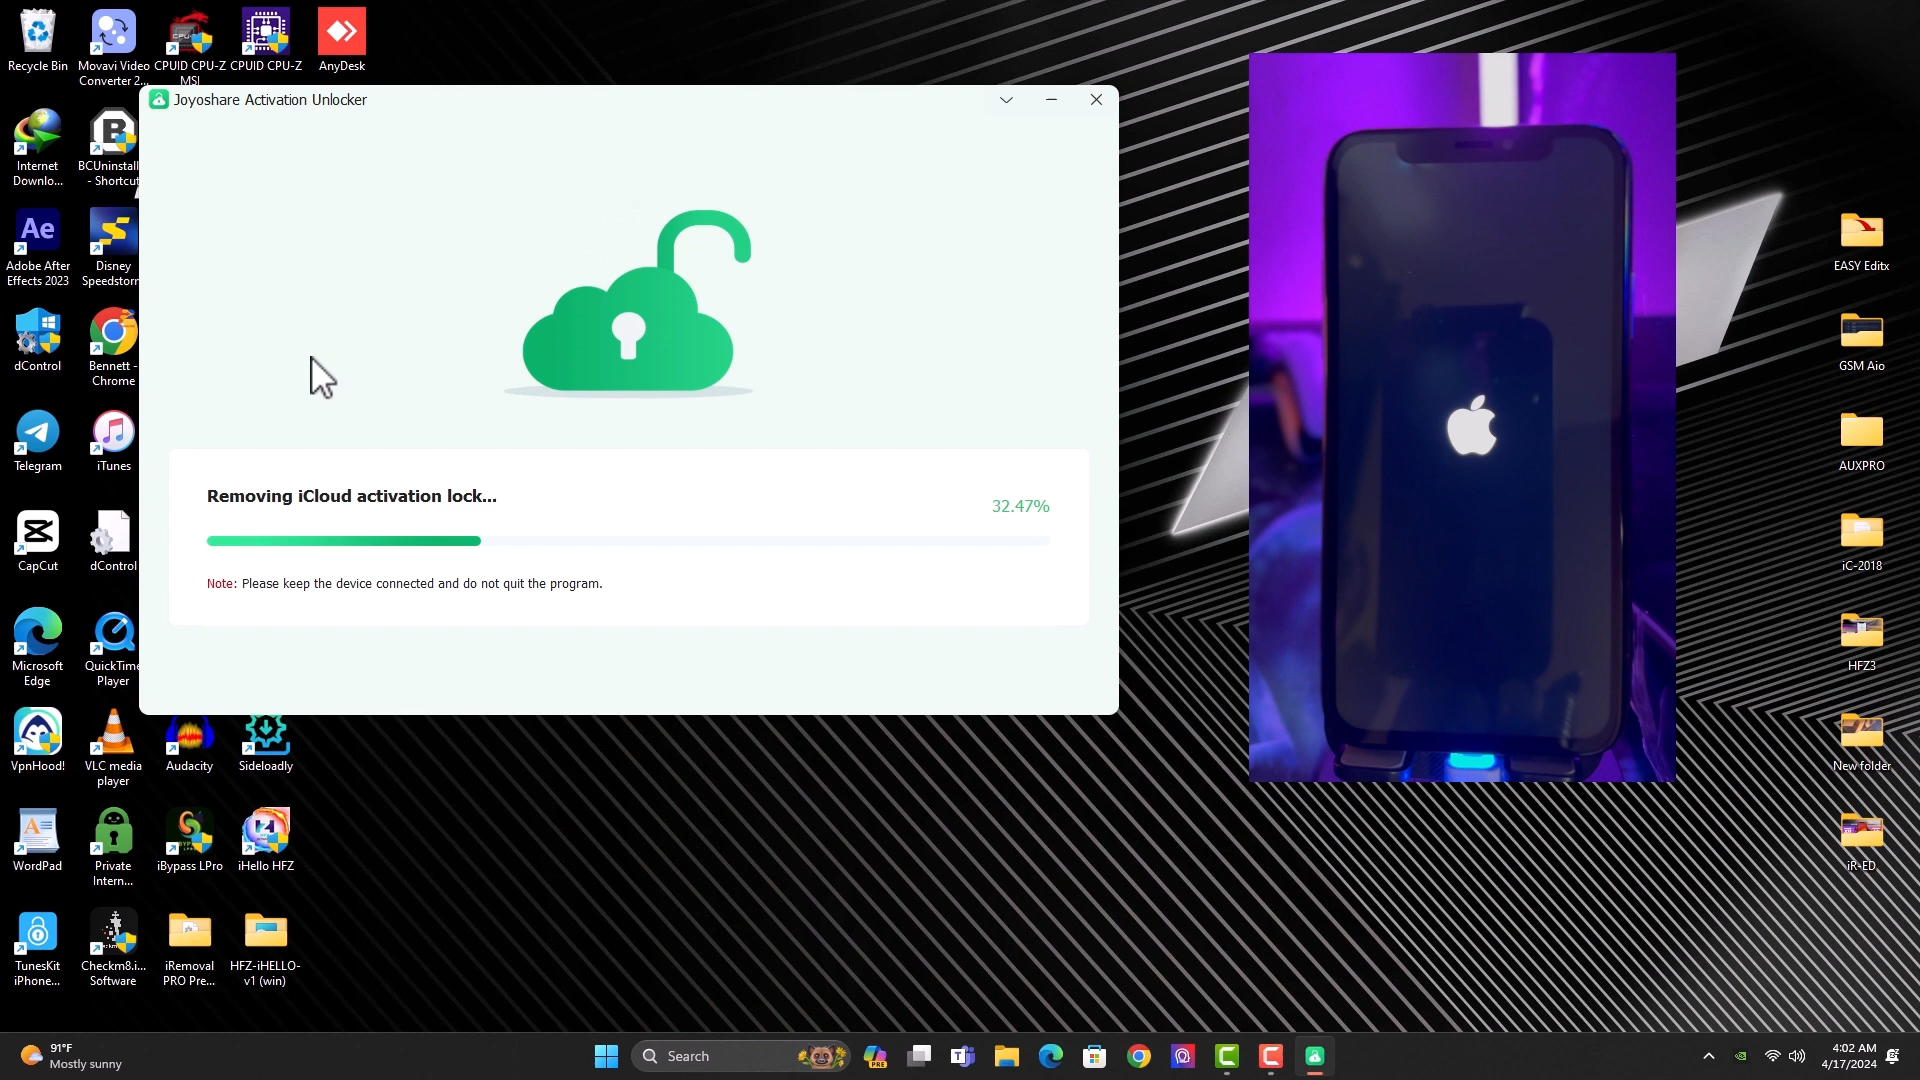 Recycle Bin
Movavi Video
Converter 2...
CPUID CPU-Z
MSI
CPUID CPU-Z
AnyDesk
Joyoshare Activation Unlocker
Internet
Downlo...
B
BCUninstall
- Shortcut
Ae
Adobe After
Effects 2023
Disney
Speedstorm
dControl
Bennett -
Chrome
Telegram
iTunes
CapCut
dControl
Microsoft
Edge
QuickTime
Player
Removing iCloud activation lock...
32.47%
Note: Please keep the device connected and do not quit the program.
VpnHood!
VLC media
player
Audacity
Sideloadly
WordPad
Private
Intern...
iBypass LPro
iHello HFZ
TunesKit
iPhone...
Checkm8.i...
Software
iRemoval
PRO Pre...
HFZ-iHELLO-
v1 (win)
EASY Editx
GSM Aio
AUXPRO
iC-2018
HFZ3
New folder
iR-ED
91°F
Mostly sunny
Search
PRE
4:02 AM
4/17/2024